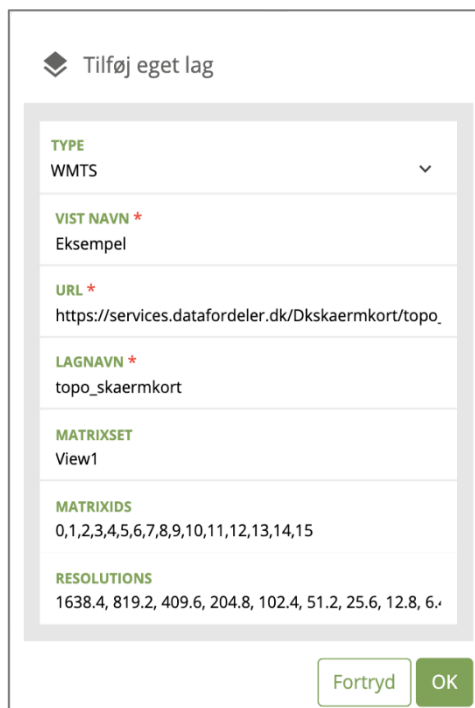 Tilføj eget lag
TYPE
WMTS
VIST NAVN *
Eksempel
URL *
https://services.datafordeler.dk/Dkskaermkort/topo_
LAGNAVN *
topo_skaermkort
MATRIXSET
View1
MATRIXIDS
0,1,2,3,4,5,6,7,8,9,10,11,12,13,14,15
RESOLUTIONS
1638.4, 819.2, 409.6, 204.8, 102.4, 51.2, 25.6, 12.8, 6.4
Fortryd OK